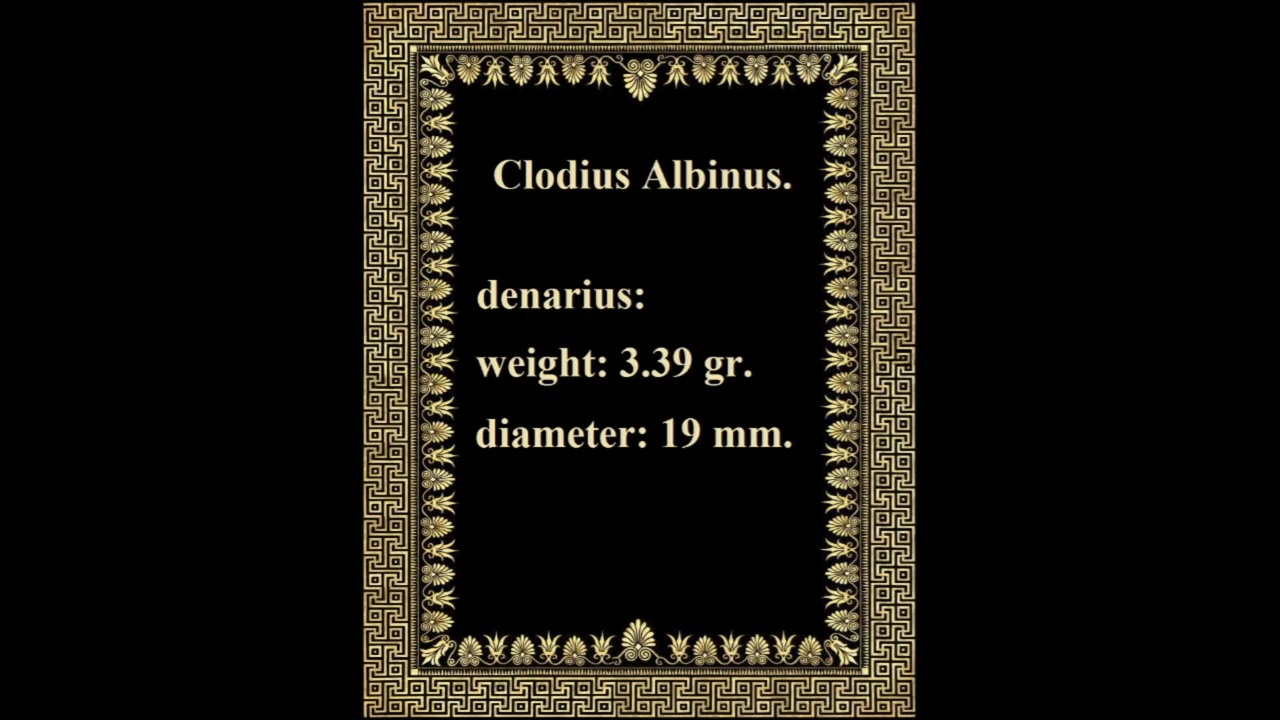 Clodius Albinus.
denarius:
weight: 3.39 gr.
diameter: 19 mm.